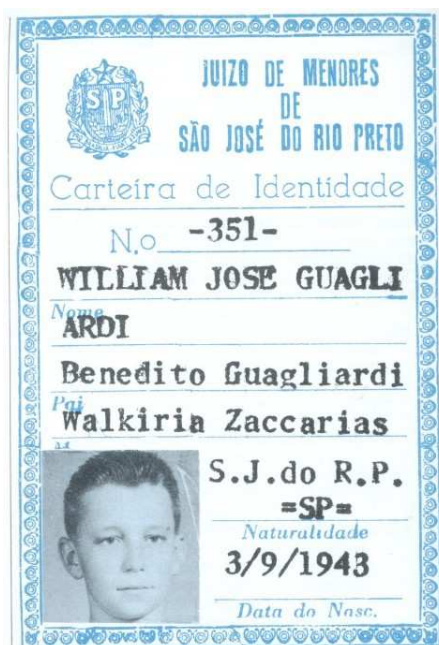 SP
JUIZO DE MENORES
DE
SÃO JOSÉ DO RIO PRETO
Carteira de Identidade
N.o -351-
WILLIAM JOSE GUAGLI
Nome
ARDI
Benedito Guagliardi
Pai
Walkiria Zaccarias
S.J.do R.P.
=SP=
Naturalidade
3/9/1943
Data do Nasc.